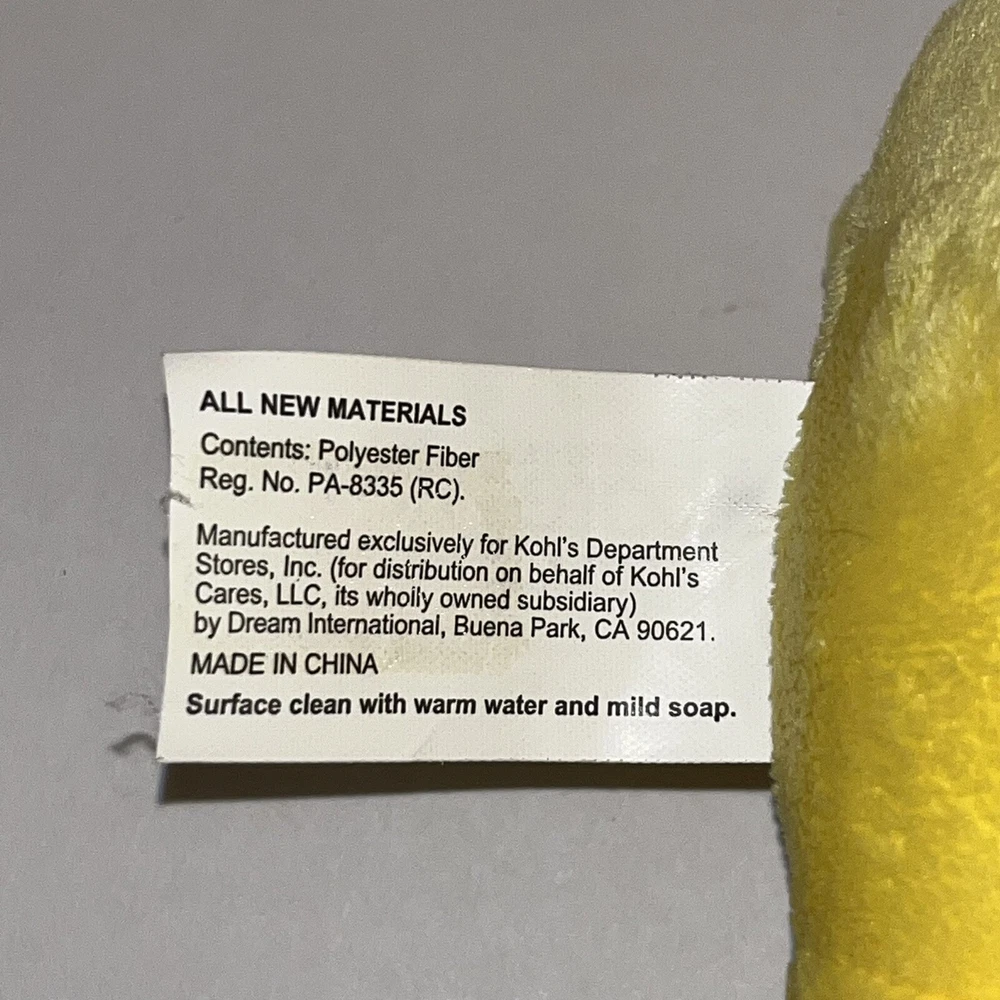 ALL NEW MATERIALS
Contents: Polyester Fiber
Reg. No. PA-8335 (RC).
Manufactured exclusively for Kohl's Department
Stores, Inc. (for distribution on behalf of Kohl's
Cares, LLC, its wholly owned subsidiary)
by Dream International, Buena Park, CA 90621.
MADE IN CHINA
Surface clean with warm water and mild soap.